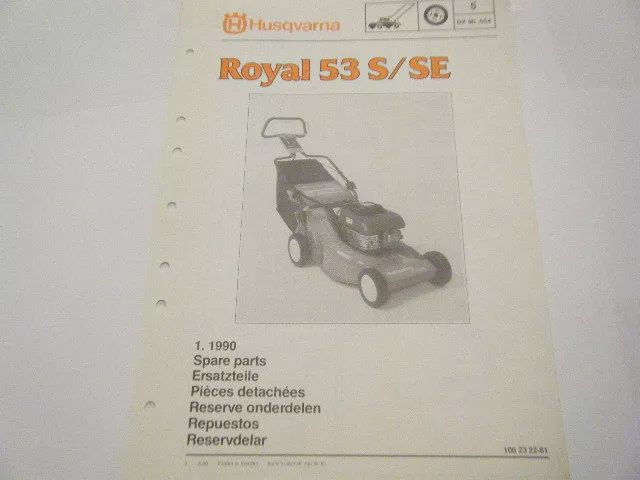 Husqvarna
5
Royal 53 S/SE
1. 1990
Spare parts
Ersatzteile
Pièces detachées
Reserve onderdelen
Repuestos
Reservdelar
106 23 22-81